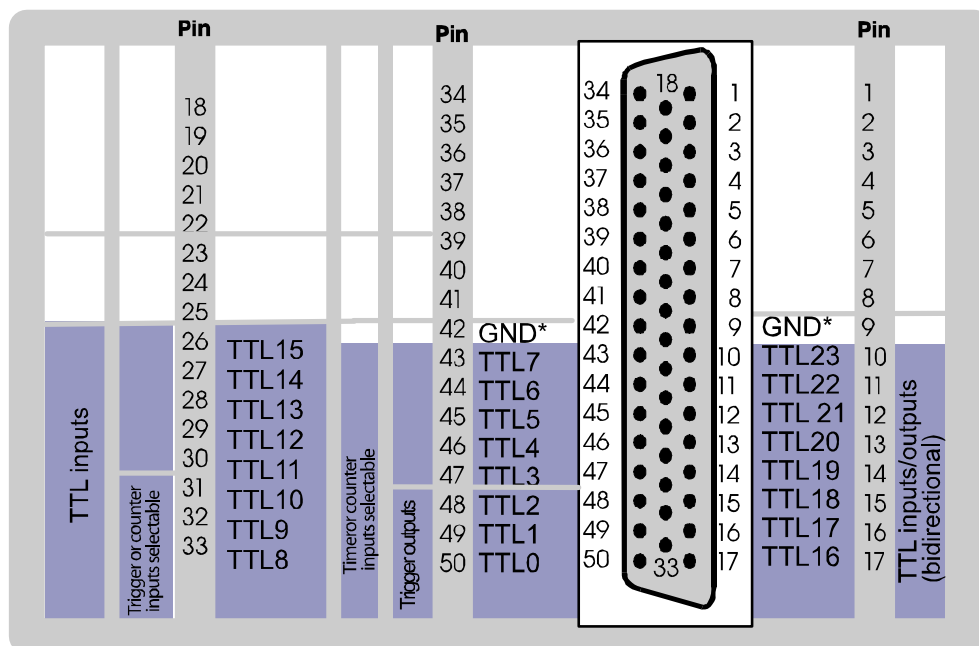 Pin Pin Pin
34 34 18 1 1
18 35 35 2 2
19 36 36 3 3
20 37 37 4 4
21 38 38 5 5
22 39 39 6 6
23 40 40 7 7
24 41 41 8 8
25 42 GND* 42 9 GND* 9
26 TTL15 43 TTL7 43 10 TTL23 10
27 TTL14 44 TTL6 44 11 TTL22 11
28 TTL13 45 TTL5 45 12 TTL 21 12
29 TTL12 46 TTL4 46 13 TTL20 13
30 TTL11 47 TTL3 47 14 TTL19 14
31 TTL10 48 TTL2 48 15 TTL18 15
32 TTL9 49 TTL1 49 16 TTL17 16
33 TTL8 50 TTL0 50 33 17 TTL16 17
TTL inputs
Trigger or counter
inputs selectable
Timeror counter
inputs selectable
Trigger outputs
TTL inputs/outputs
(bidirectional)